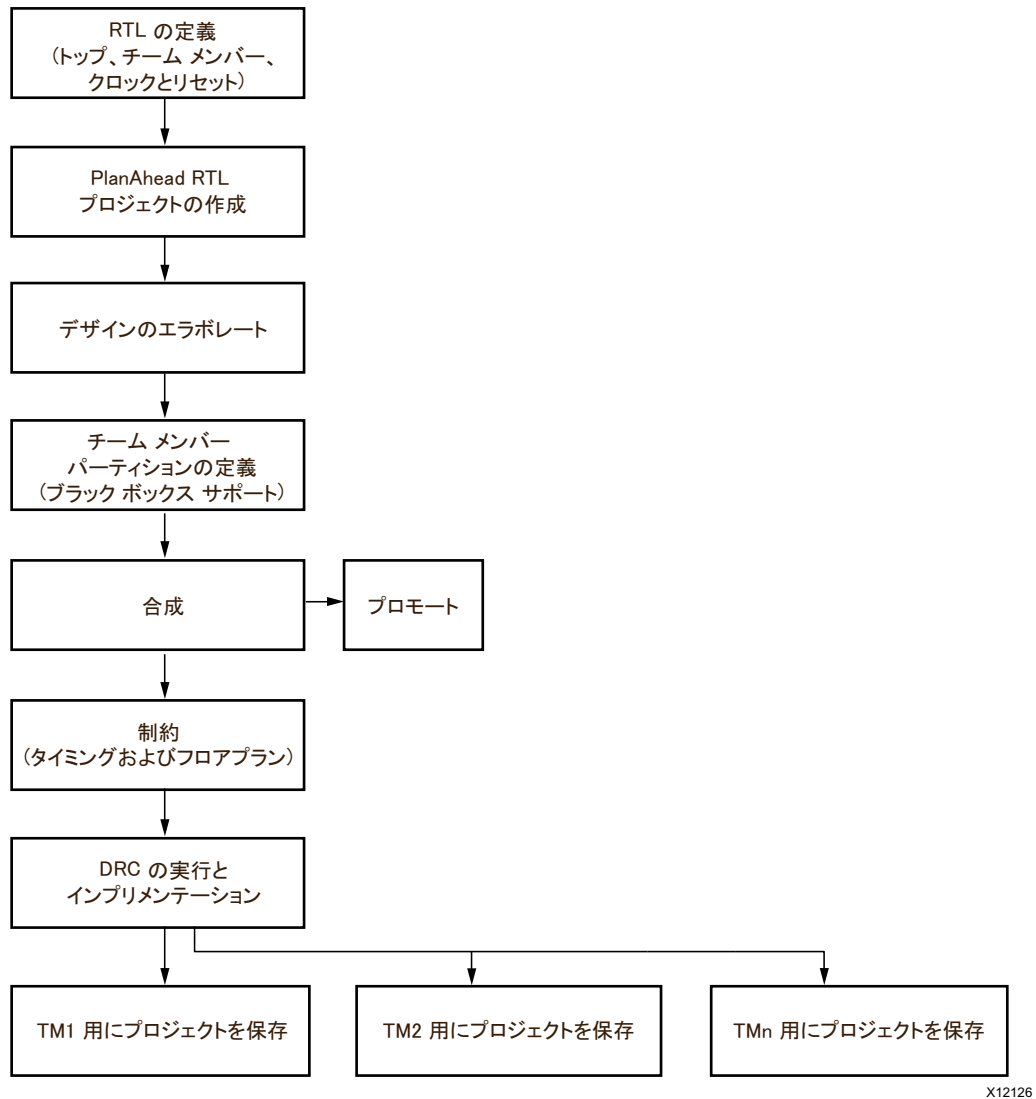 RTL の定義
(トップ、チーム メンバー、
クロックとリセット)
PlanAhead RTL
プロジェクトの作成
デザインのエラボレート
チーム メンバー
パーティションの定義
(ブラック ボックス サポート)
合成
プロモート
制約
(タイミングおよびフロアプラン)
DRC の実行と
インプリメンテーション
TM1 用にプロジェクトを保存
TM2 用にプロジェクトを保存
TMn 用にプロジェクトを保存
X12126